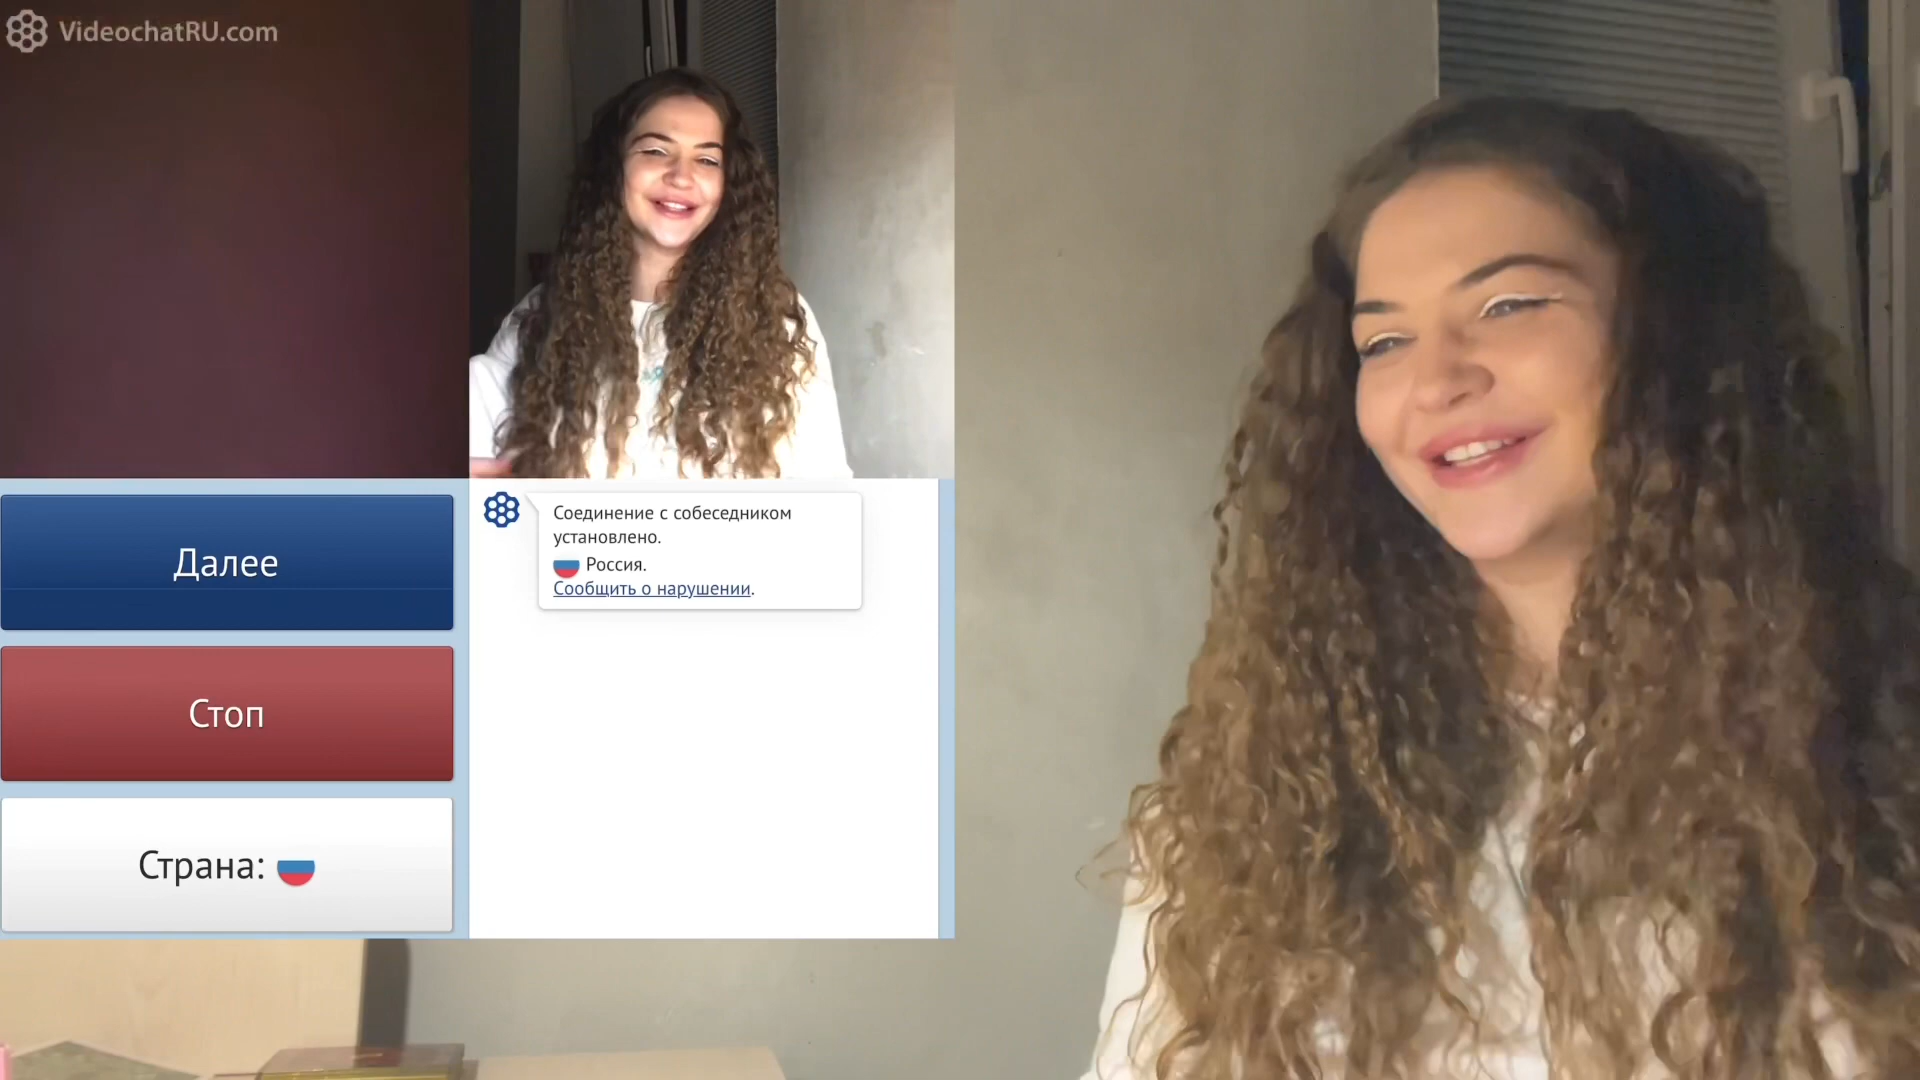 VideochatRU.com
Соединение с собеседником
установлено.
Россия.
Сообщить о нарушении.
Далее
Стоп
Страна: